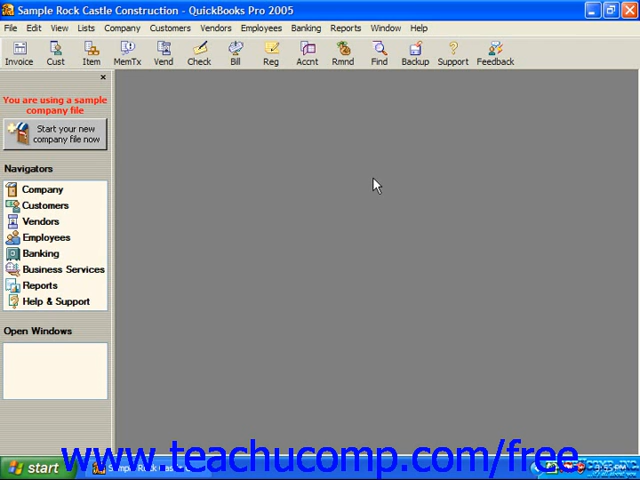 Sample Rock Castle Construction - QuickBooks Pro 2005
File Edit View Lists Company Customers Vendors Employees Banking Reports Window Help
Invoice Cust Item MemTx Vend Check Bill Reg Accnt Rmnd Find Backup Support Feedback
You are using a sample
company file
Start your new
company file now
Navigators
Company
Customers
Vendors
Employees
Banking
Business Services
Reports
Help & Support
Open Windows
start
www.teachucomp.com/free